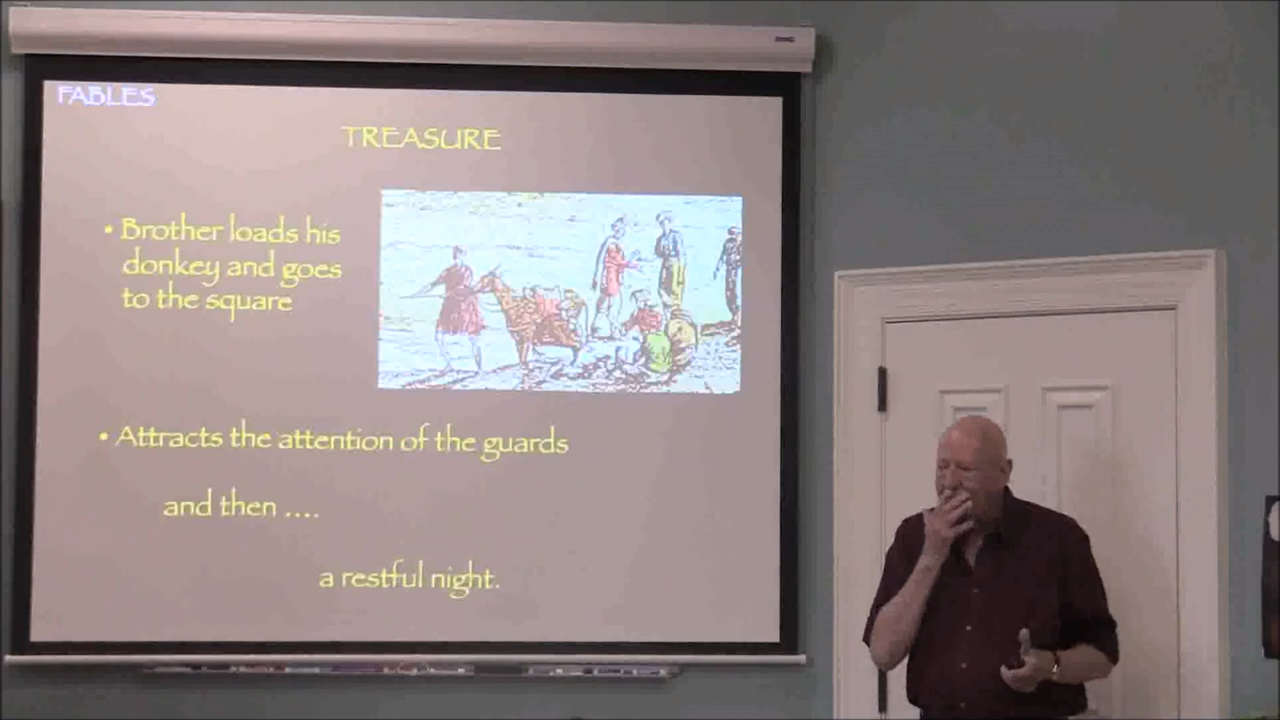 FABLES
TREASURE
• Brother loads his
donkey and goes
to the square
• Attracts the attention of the guards
and then ....
a restful night.